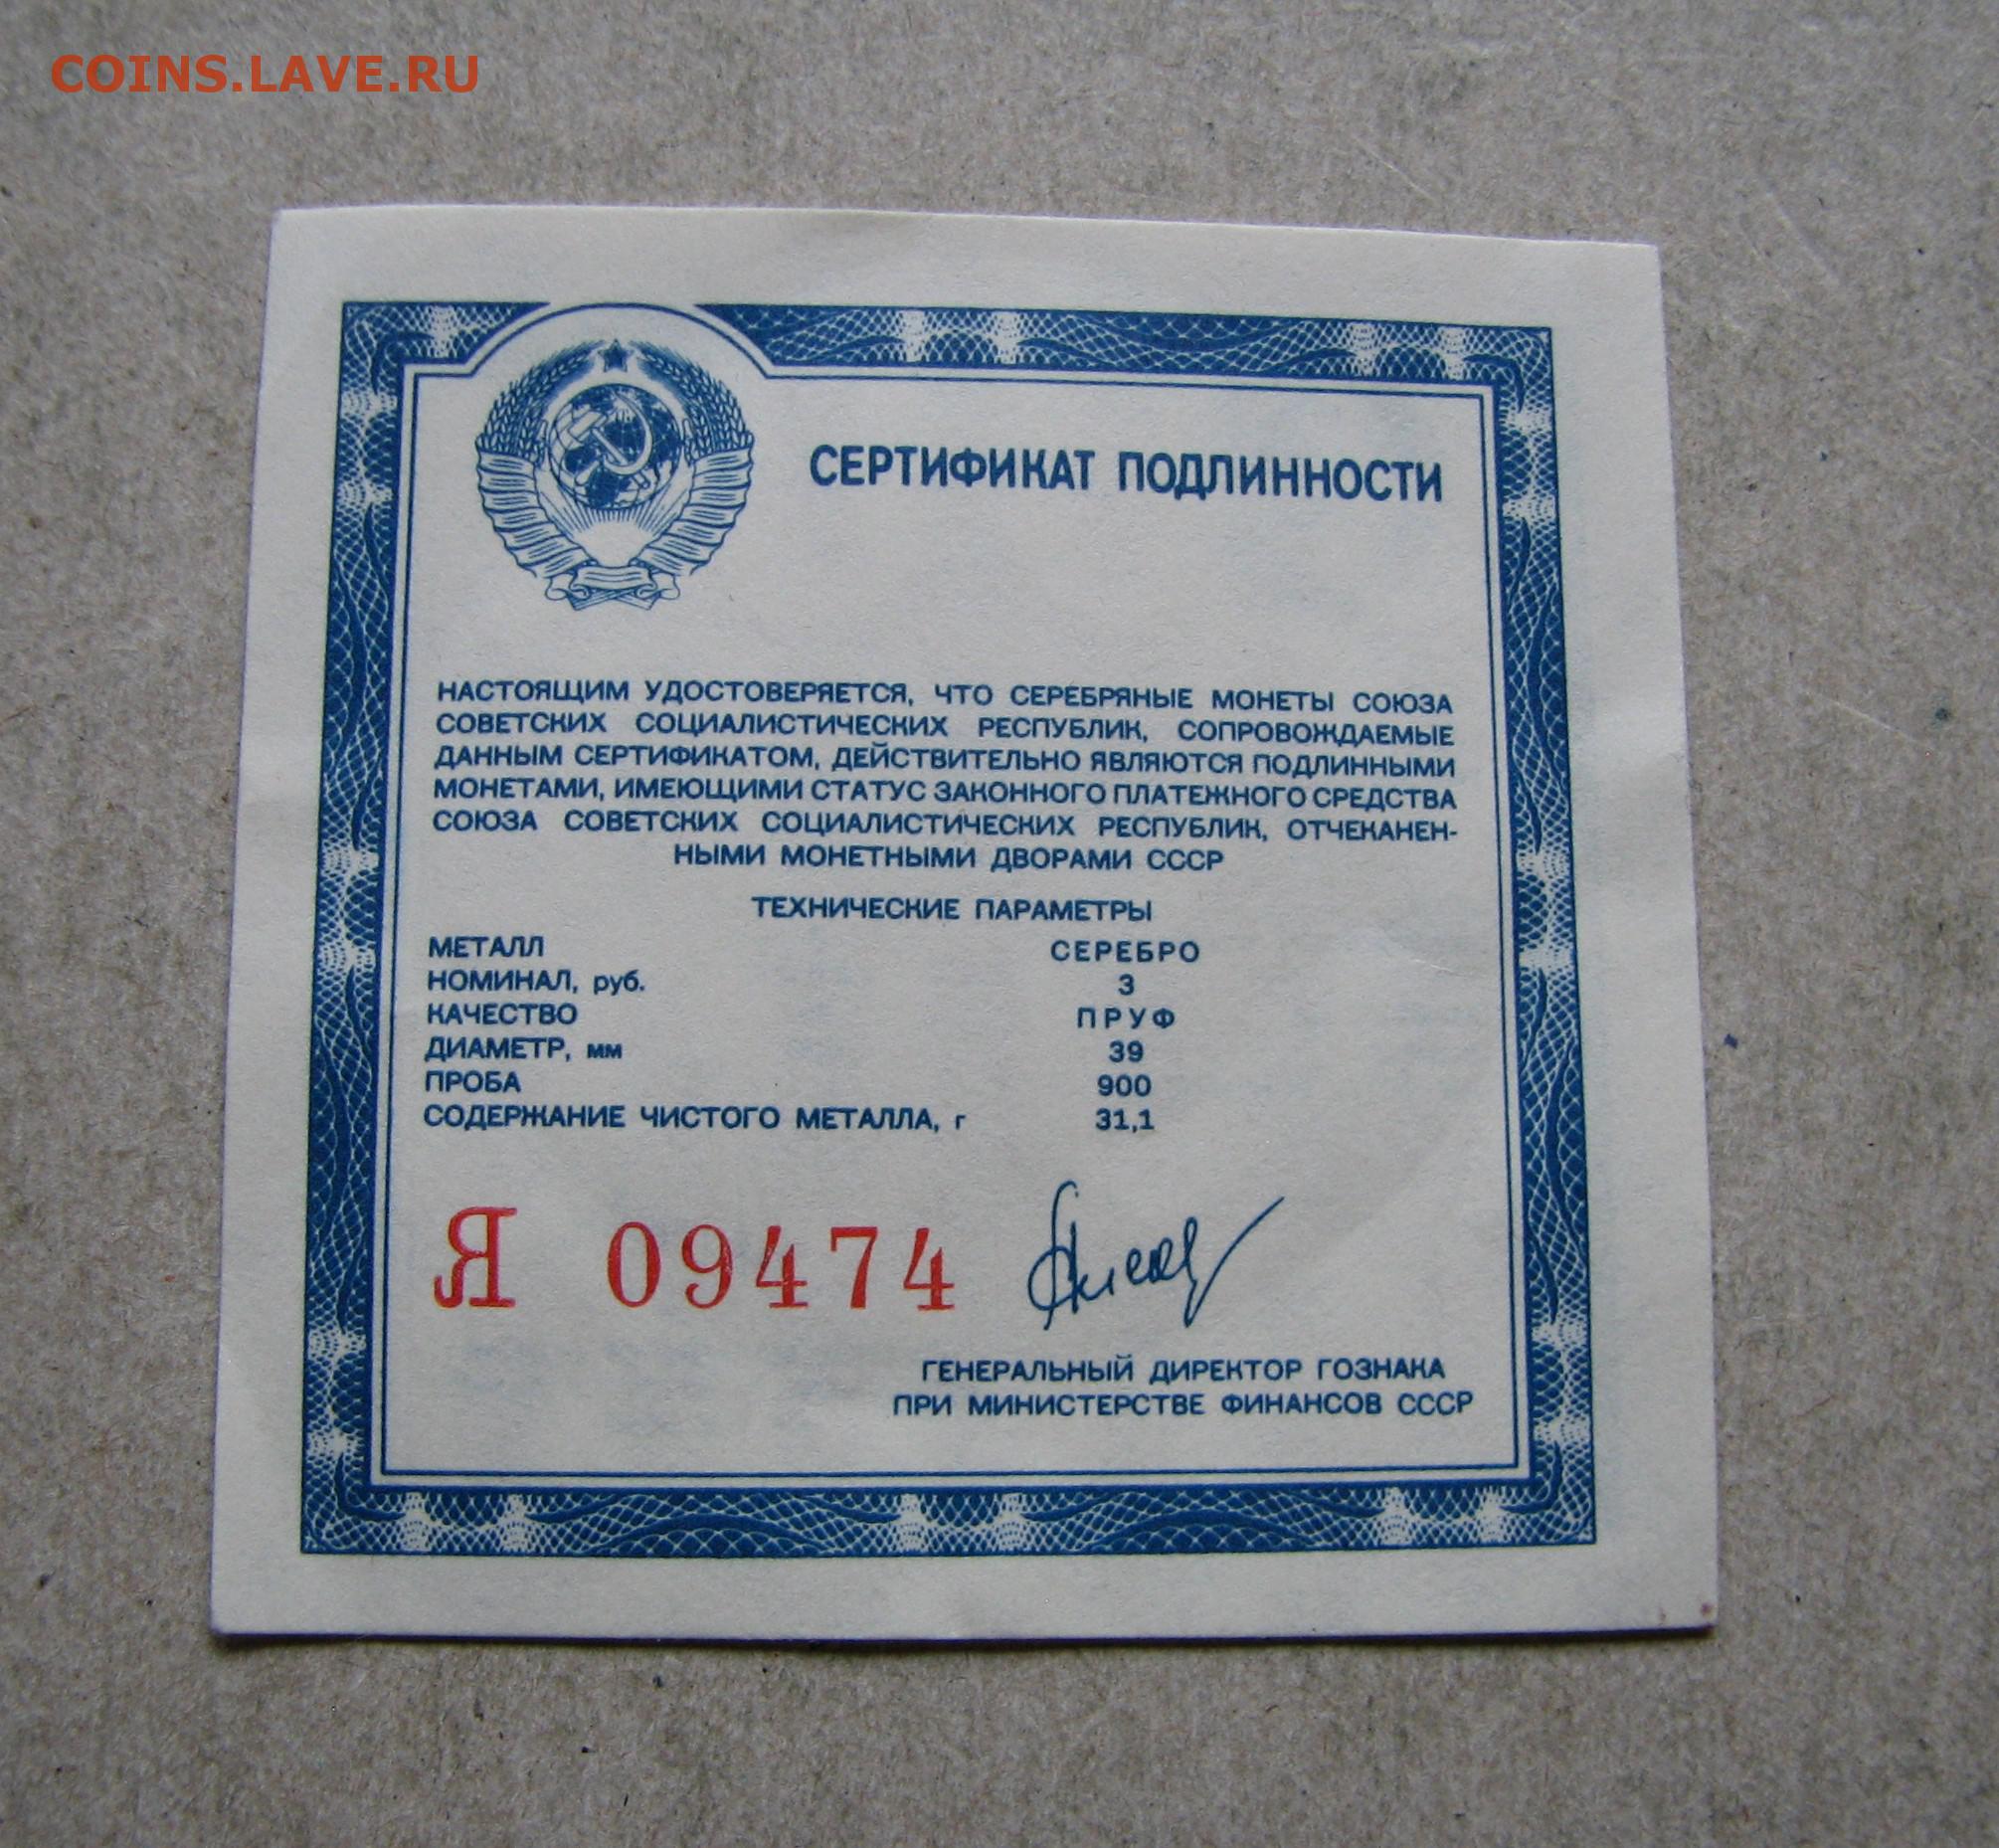 COINS.LAVE.RU
СЕРТИФИКАТ ПОДЛИННОСТИ
НАСТОЯЩИМ УДОСТОВЕРЯЕТСЯ, ЧТО СЕРЕБРЯНЫЕ МОНЕТЫ СОЮЗА
СОВЕТСКИХ СОЦИАЛИСТИЧЕСКИХ РЕСПУБЛИК, СОПРОВОЖДАЕМЫЕ
ДАННЫМ СЕРТИФИКАТОМ, ДЕЙСТВИТЕЛЬНО ЯВЛЯЮТСЯ ПОДЛИННЫМИ
МОНЕТАМИ, ИМЕЮЩИМИ СТАТУС ЗАКОННОГО ПЛАТЕЖНОГО СРЕДСТВА
СОЮЗА СОВЕТСКИХ СОЦИАЛИСТИЧЕСКИХ РЕСПУБЛИК, ОТЧЕКАНЕН-
НЫМИ МОНЕТНЫМИ ДВОРАМИ СССР
ТЕХНИЧЕСКИЕ ПАРАМЕТРЫ
МЕТАЛЛ СЕРЕБРО
НОМИНАЛ, руб. 3
КАЧЕСТВО ПРУФ
ДИАМЕТР, мм 39
ПРОБА 900
СОДЕРЖАНИЕ ЧИСТОГО МЕТАЛЛА, г 31,1
Я 09474
ГЕНЕРАЛЬНЫЙ ДИРЕКТОР ГОЗНАКА
ПРИ МИНИСТЕРСТВЕ ФИНАНСОВ СССР